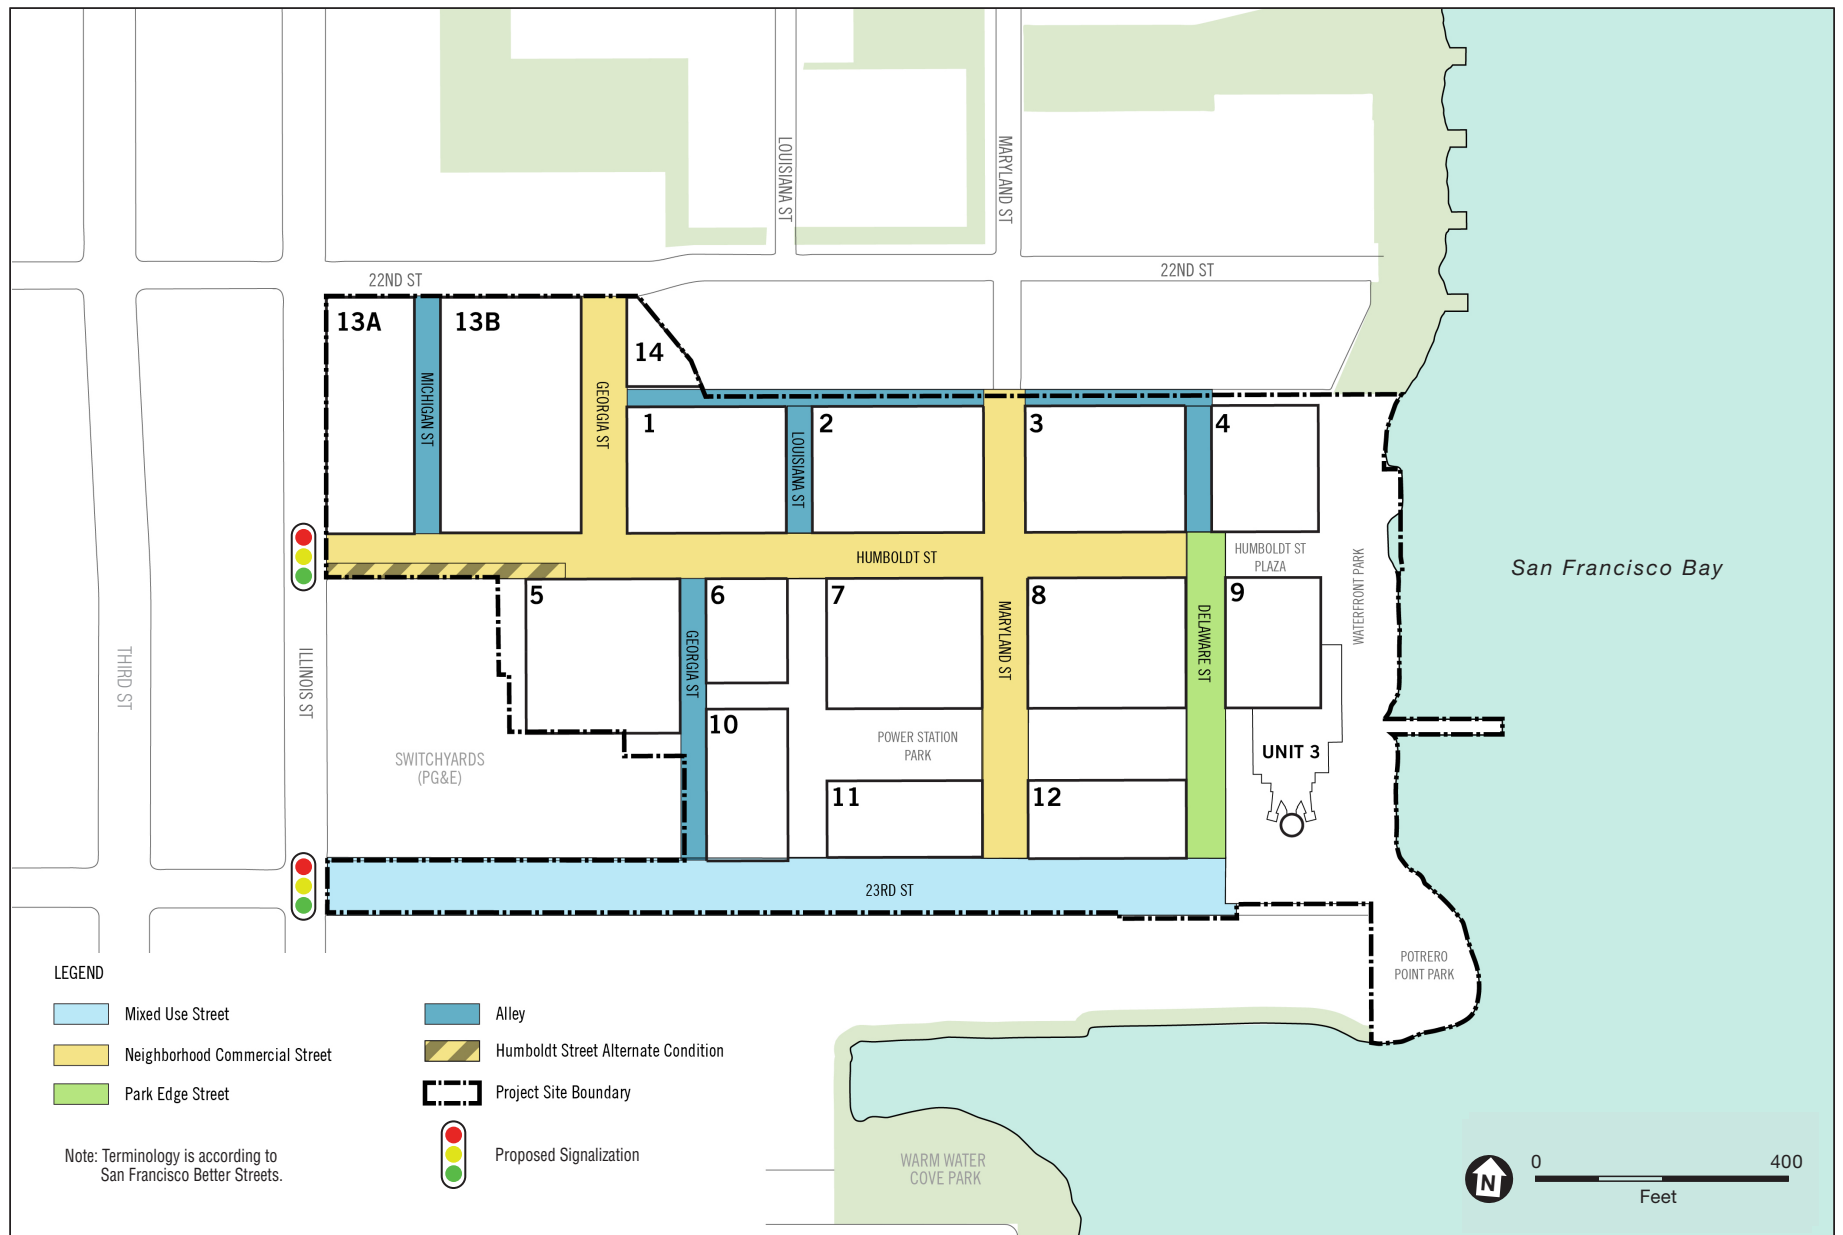 LOUISIANA ST
MARYLAND ST
22ND ST
22ND ST
13A
13B
14
MICHIGAN ST
GEORGIA ST
1
LOUISIANA ST
2
3
4
HUMBOLDT ST
HUMBOLDT ST
PLAZA
WATERFRONT PARK
San Francisco Bay
THIRD ST
ILLINOIS ST
5
GEORGIA ST
6
7
MARYLAND ST
8
DELAWARE ST
9
SWITCHYARDS
(PG&E)
10
POWER STATION
PARK
UNIT 3
11
12
23RD ST
POTRERO
POINT PARK
LEGEND
Mixed Use Street
Neighborhood Commercial Street
Park Edge Street
Alley
Humboldt Street Alternate Condition
Project Site Boundary
Proposed Signalization
Note: Terminology is according to
San Francisco Better Streets.
WARM WATER
COVE PARK
N
0
400
Feet